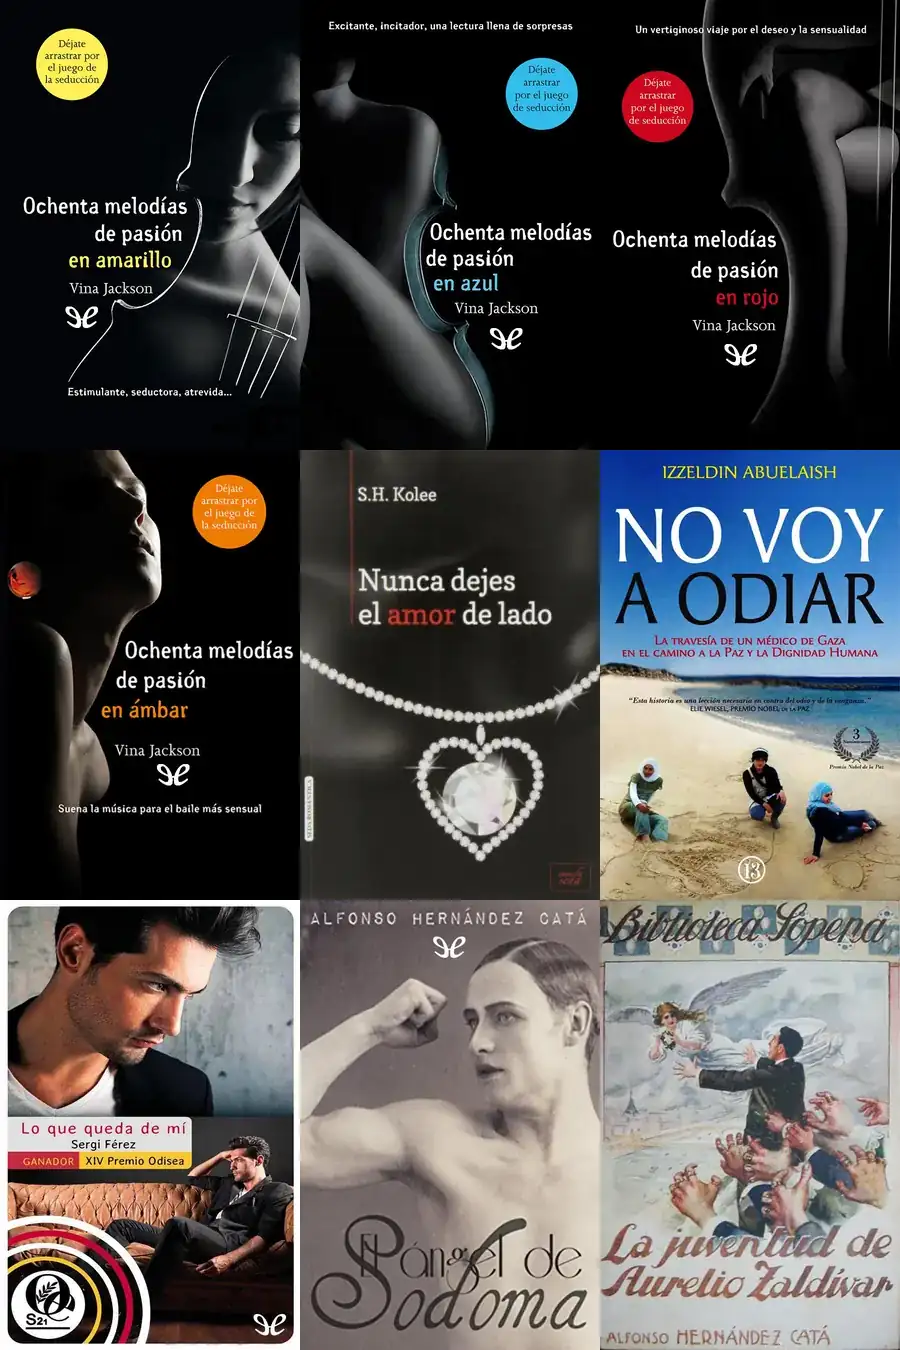 Déjate
arrastrar por
el juego de
la seducción
Ochenta melodías
de pasión
en amarillo
Vina Jackson
Estimulante, seductora, atrevida...
Excitante, incitador, una lectura llena de sorpresas
Déjate
arrastrar
por el juego
de seducción
Ochenta melodías
de pasión
en azul
Vina Jackson
Un vertiginoso viaje por el deseo y la sensualidad
Déjate
arrastrar
por el juego
de seducción
Ochenta melodías
de pasión
en rojo
Vina Jackson
Déjate
arrastrar por
el juego de
la seducción
Ochenta melodías
de pasión
en ámbar
Vina Jackson
Suena la música para el baile más sensual
S.H. Kolee
Nunca dejes
el amor de lado
IZZELDIN ABUELAISH
NO VOY
A ODIAR
LA TRAVESÍA DE UN MÉDICO DE GAZA
EN EL CAMINO A LA PAZ Y LA DIGNIDAD HUMANA
"Esta historia es una lección necesaria en contra del odio y de la venganza."
ELIE WIESEL, PREMIO NOBEL DE LA PAZ
3
Premio Nobel de la Paz
13
Lo que queda de mí
Sergi Férez
GANADOR XIV Premio Odisea
S21
ALFONSO HERNÁNDEZ CATÁ
El ángel de
Sodoma
Biblioteca Sopena
La juventud de
Aurelio Zaldívar
ALFONSO HERNÁNDEZ CATÁ